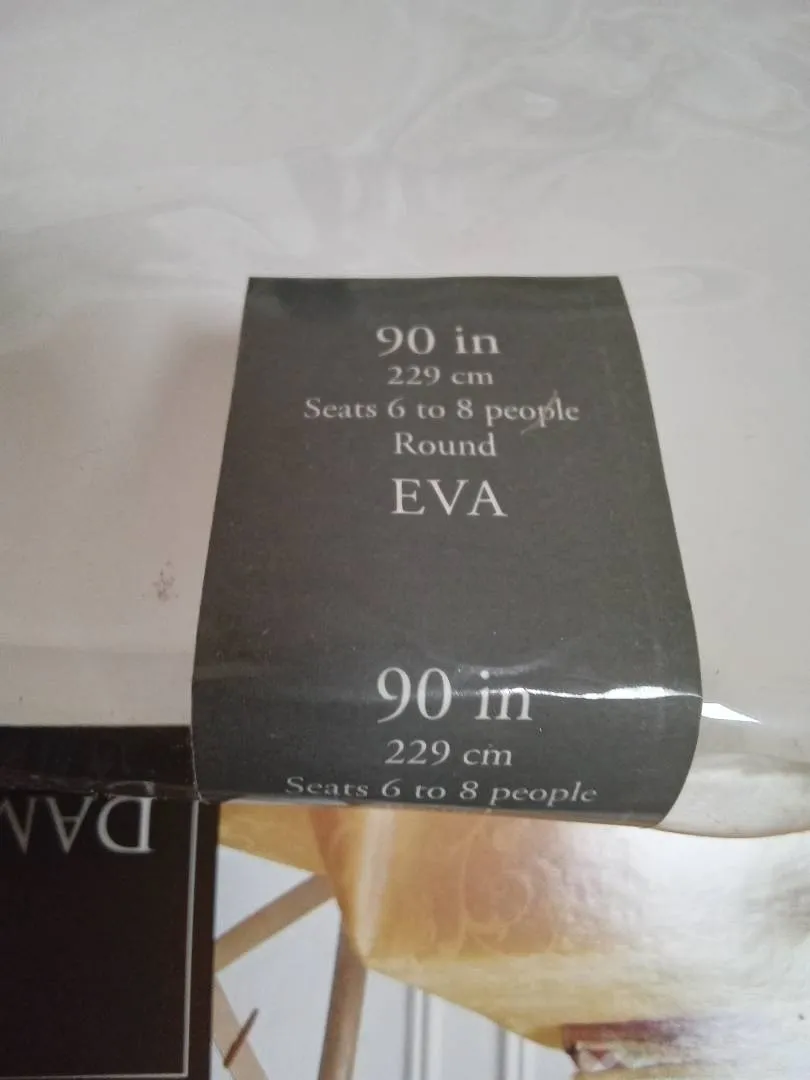 90 in
229 cm
Seats 6 to 8 people
Round
EVA
90 in
229 cm
Seats 6 to 8 people
DAM